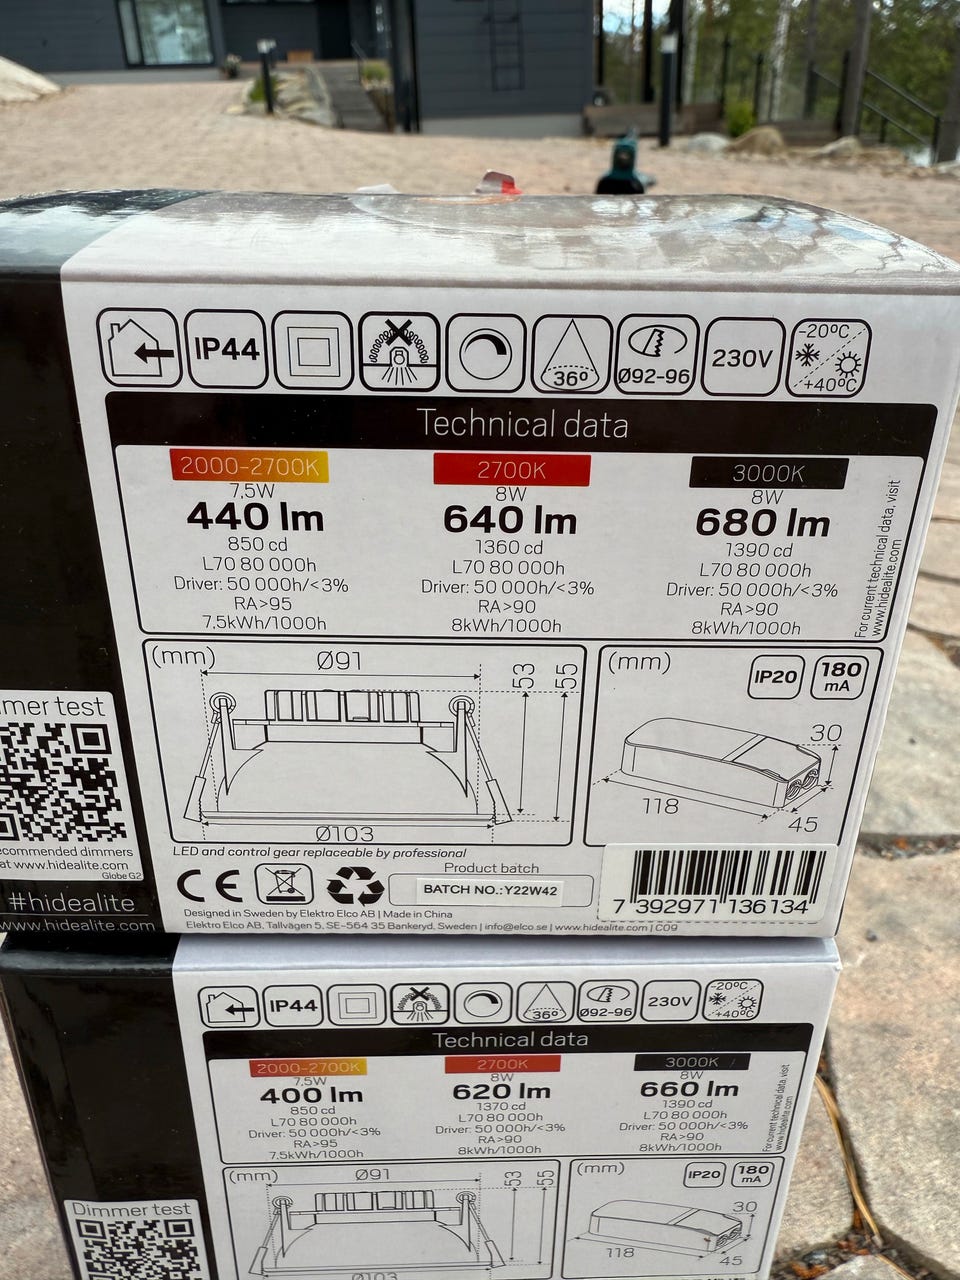 IP44
36º
Ø92-96
230V
-20ºC
+40ºC
Technical data
2000-2700K
7,5W
440 lm
850 cd
L70 80 000h
Driver: 50 000h/<3%
RA>95
7,5kWh/1000h
2700K
8W
640 lm
1360 cd
L70 80 000h
Driver: 50 000h/<3%
RA>90
8kWh/1000h
3000K
8W
680 lm
1390 cd
L70 80 000h
Driver: 50 000h/<3%
RA>90
8kWh/1000h
For current technical data, visit
www.hidealite.com
(mm)
Ø91
53
55
Ø103
(mm)
IP20
180
mA
30
118
45
mmer test
commended dimmers
at www.hidealite.com
Globe G2
#hidealite
www.hidealite.com
LED and control gear replaceable by professional
CE
Product batch
BATCH NO.:Y22W42
7 392971 136134
Designed in Sweden by Elektro Elco AB | Made in China
Elektro Elco AB, Tallvägen 5, SE-564 35 Bankeryd, Sweden | info@elco.se | www.hidealite.com | C09
IP44
36º
Ø92-96
230V
-20ºC
+40ºC
Technical data
2000-2700K
7,5W
400 lm
850 cd
L70 80 000h
Driver: 50 000h/<3%
RA>95
7,5kWh/1000h
2700K
8W
620 lm
1370 cd
L70 80 000h
Driver: 50 000h/<3%
RA>90
8kWh/1000h
3000K
8W
660 lm
1390 cd
L70 80 000h
Driver: 50 000h/<3%
RA>90
8kWh/1000h
For current technical data, visit
www.hidealite.com
(mm)
Ø91
53
55
Ø103
(mm)
IP20
180
mA
30
118
45
Dimmer test